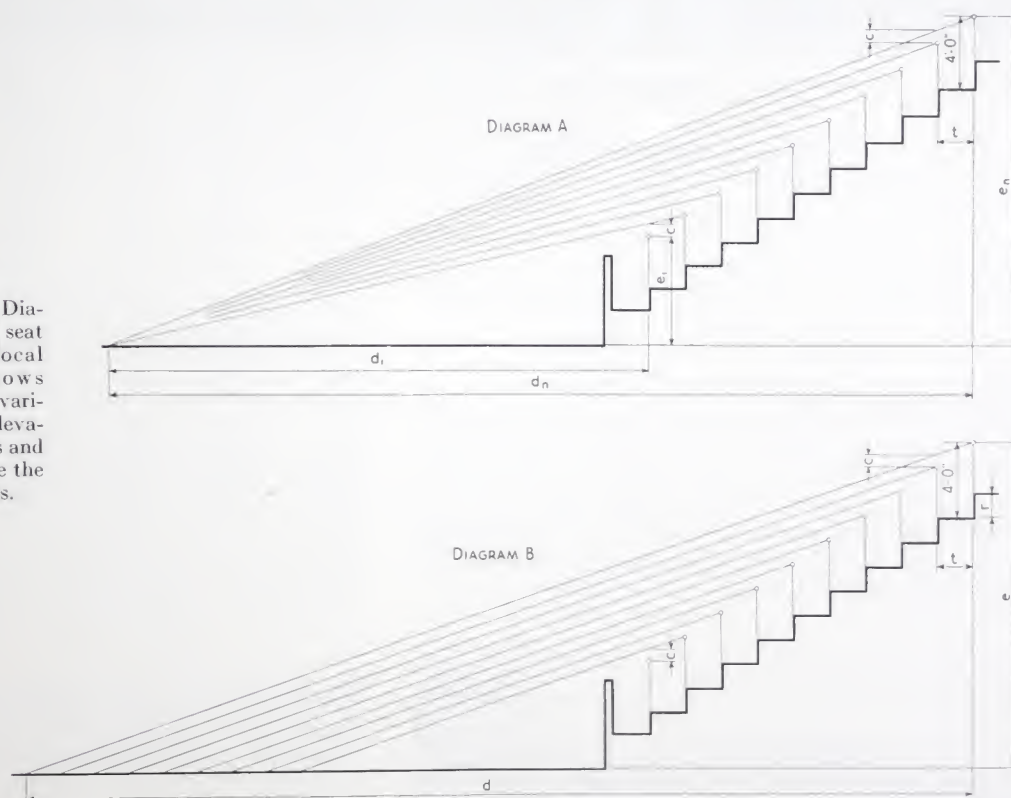 Dia-
seat
ocal
ows
vari-
leva-
s and
e the
s.
DIAGRAM A
c
4'-0"
t
eₙ
c
e₁
d₁
dₙ
DIAGRAM B
c
4'-0"
r
t
e
c
d